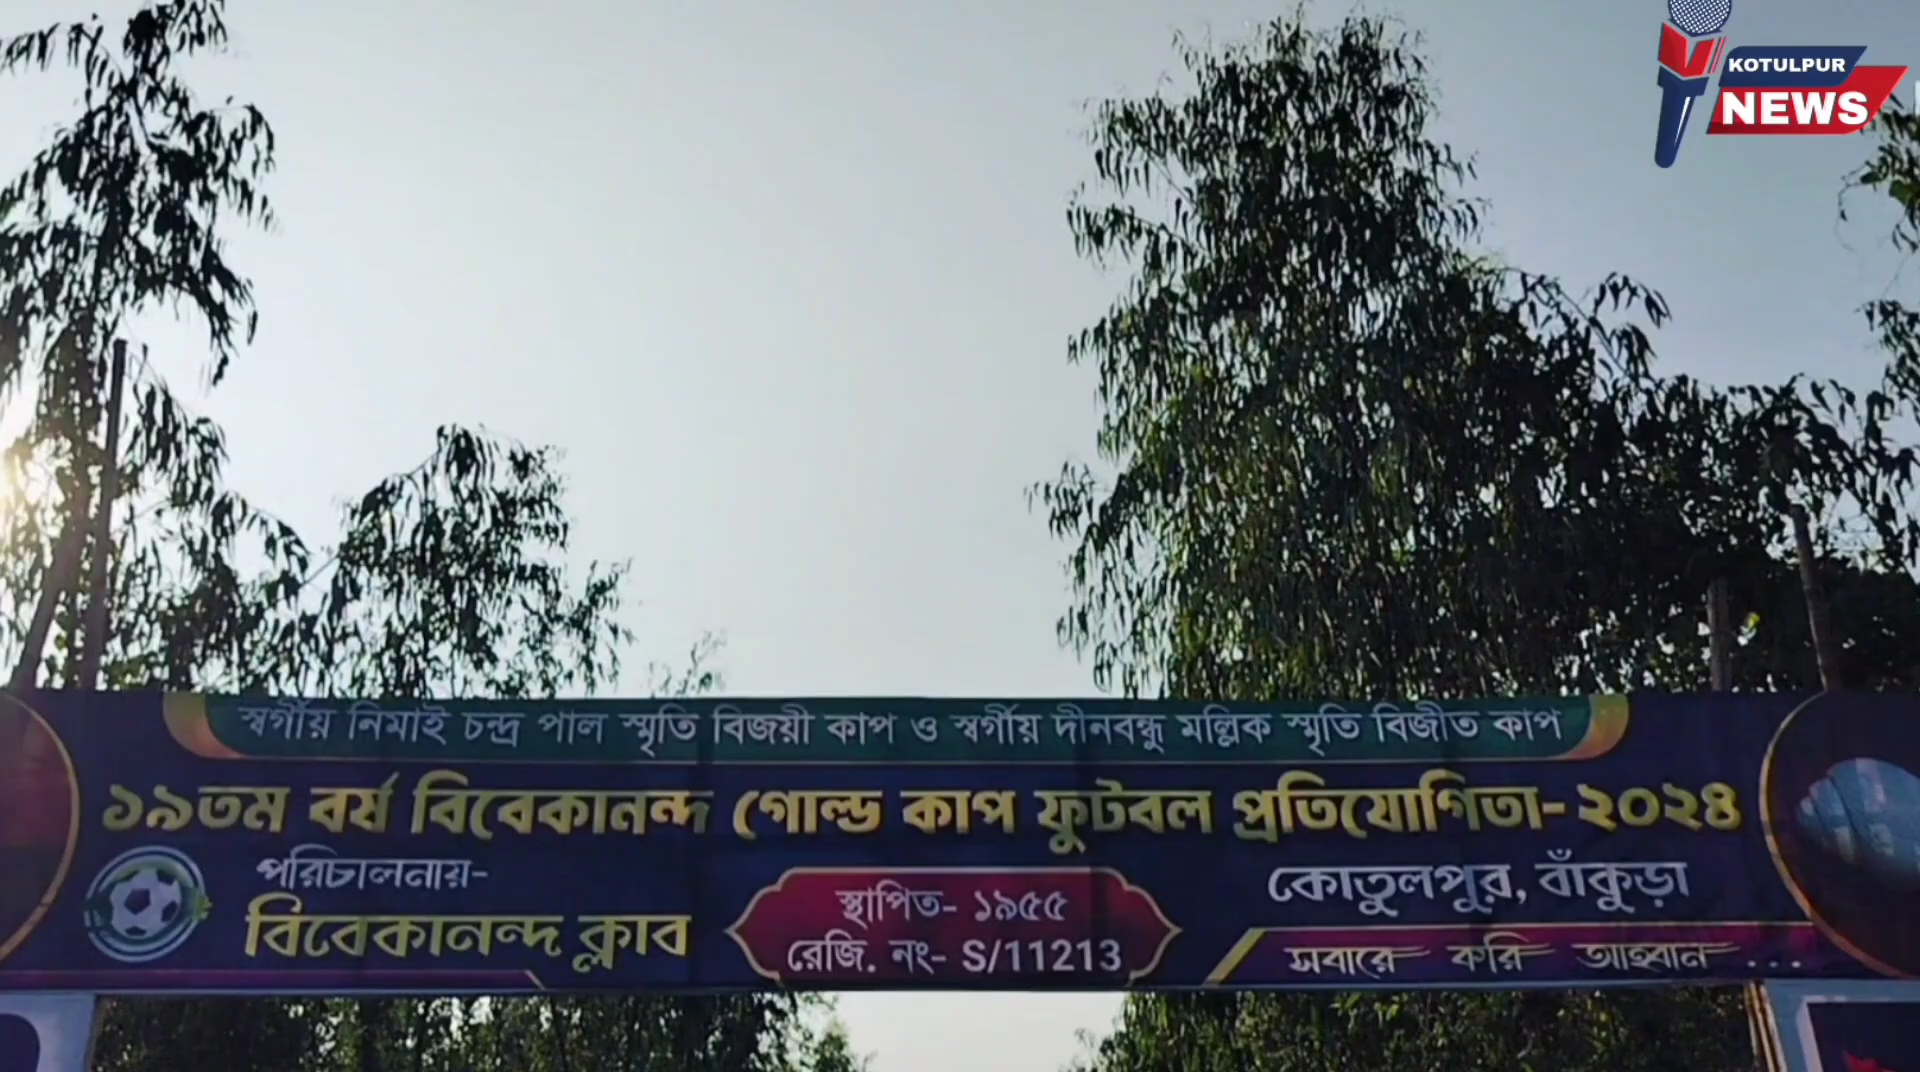 KOTULPUR
NEWS
স্বর্গীয় নিমাই চন্দ্র পাল স্মৃতি বিজয়ী কাপ ও স্বর্গীয় দীনবন্ধু মল্লিক স্মৃতি বিজীত কাপ
১৯তম বর্ষ বিবেকানন্দ গোল্ড কাপ ফুটবল প্রতিযোগিতা- ২০২৪
পরিচালনায়-
বিবেকানন্দ ক্লাব
স্থাপিত- ১৯৫৫
রেজি. নং- S/11213
কোতুলপুর, বাঁকুড়া
সবারে করি আহবান ...